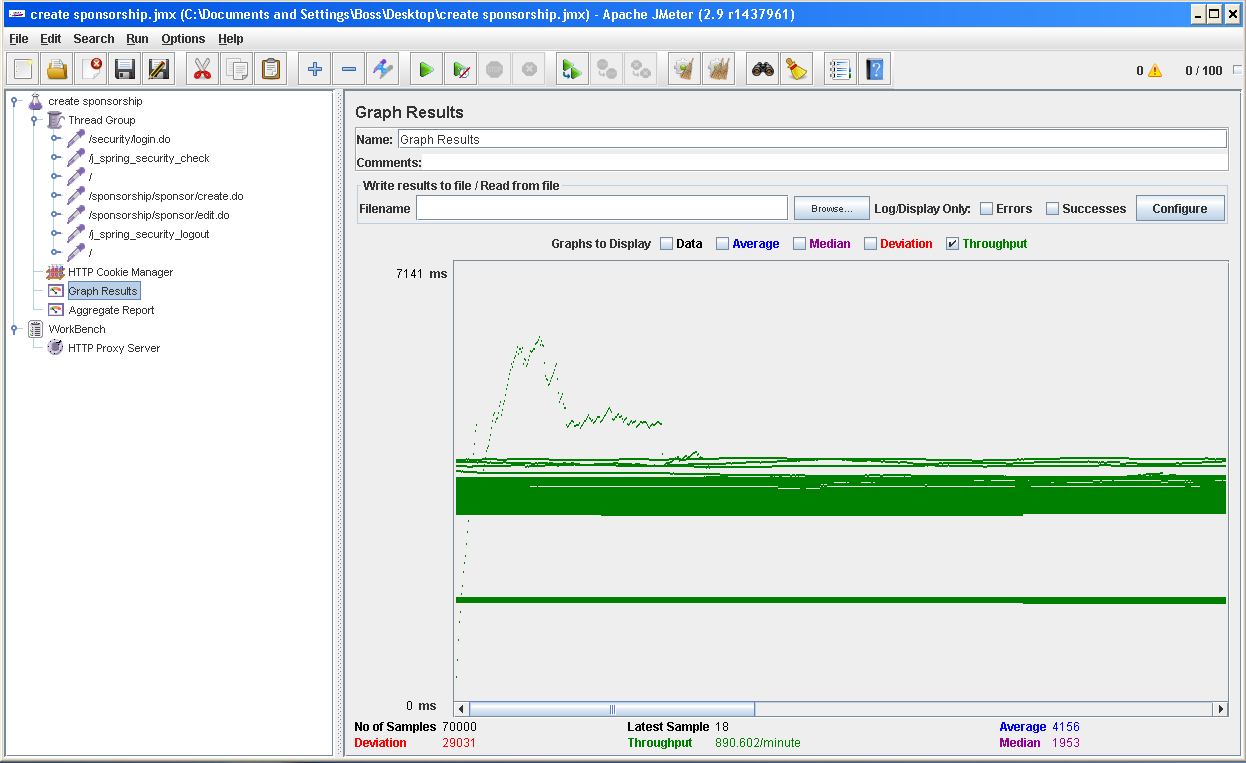 create sponsorship.jmx (C:\Documents and Settings\Boss\Desktop\create sponsorship.jmx) - Apache JMeter (2.9 r1437961)
File Edit Search Run Options Help
0 0 / 100
create sponsorship
Thread Group
/security/login.do
/j_spring_security_check
/
/sponsorship/sponsor/create.do
/sponsorship/sponsor/edit.do
/j_spring_security_logout
/
HTTP Cookie Manager
Graph Results
Aggregate Report
WorkBench
HTTP Proxy Server
Graph Results
Name: Graph Results
Comments:
Write results to file / Read from file
Filename Browse... Log/Display Only: Errors Successes Configure
Graphs to Display Data Average Median Deviation Throughput
7141 ms
0 ms
No of Samples 70000 Latest Sample 18 Average 4156
Deviation 29031 Throughput 890.602/minute Median 1953